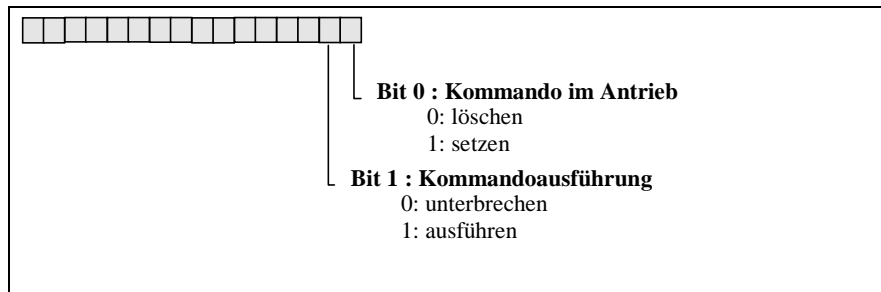 Bit 0 : Kommando im Antrieb
0: löschen
1: setzen
Bit 1 : Kommandoausführung
0: unterbrechen
1: ausführen